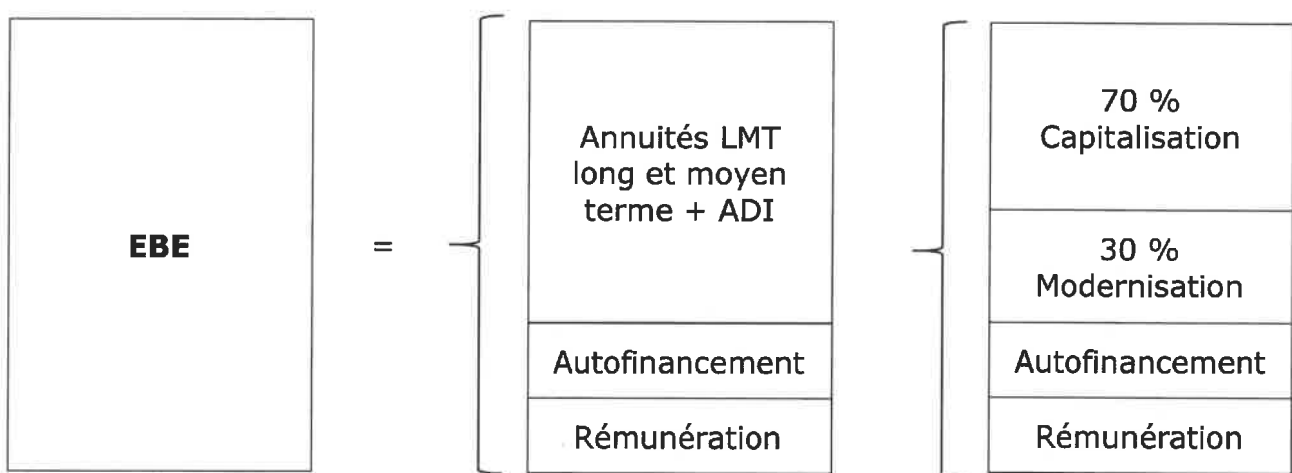 EBE
=
Annuités LMT
long et moyen
terme + ADI
Autofinancement
Rémunération
70 %
Capitalisation
30 %
Modernisation
Autofinancement
Rémunération